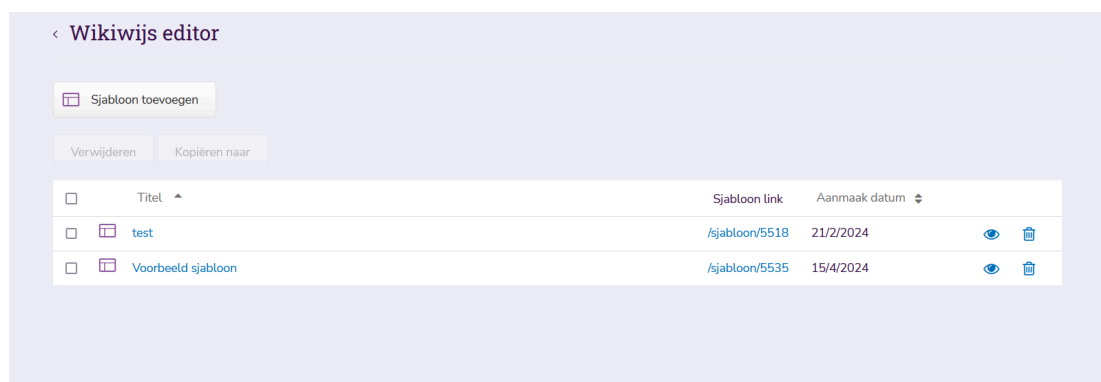 ‹ Wikiwijs editor
Sjabloon toevoegen
Verwijderen Kopiëren naar
Titel Sjabloon link Aanmaak datum
test /sjabloon/5518 21/2/2024
Voorbeeld sjabloon /sjabloon/5535 15/4/2024